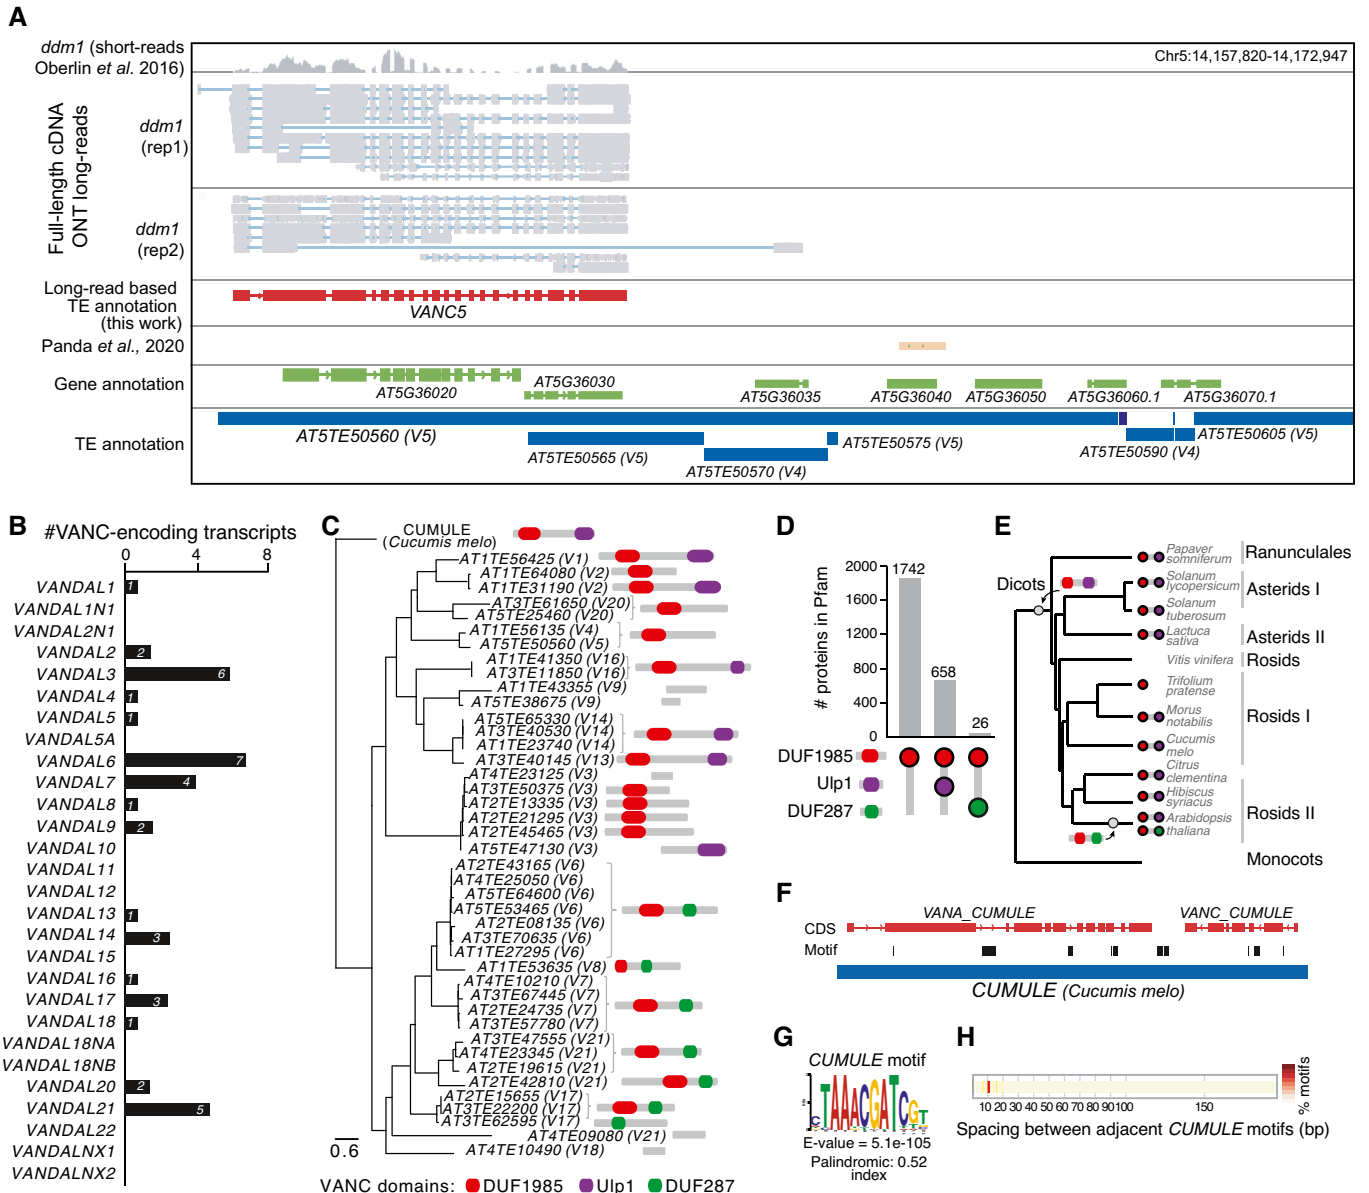 A
ddm1 (short-reads
Oberlin et al. 2016)
Chr5:14,157,820-14,172,947
Full-length cDNA
ONT long-reads
ddm1
(rep1)
ddm1
(rep2)
Long-read based
TE annotation
(this work)
VANC5
Panda et al., 2020
Gene annotation
AT5G36020
AT5G36030
AT5G36035
AT5G36040
AT5G36050
AT5G36060.1
AT5G36070.1
TE annotation
AT5TE50560 (V5)
AT5TE50565 (V5)
AT5TE50570 (V4)
AT5TE50575 (V5)
AT5TE50590 (V4)
AT5TE50605 (V5)
B
#VANC-encoding transcripts
0 4 8
VANDAL1 1
VANDAL1N1
VANDAL2N1
VANDAL2 2
VANDAL3 6
VANDAL4 1
VANDAL5 1
VANDAL5A
VANDAL6 7
VANDAL7 4
VANDAL8 1
VANDAL9 2
VANDAL10
VANDAL11
VANDAL12
VANDAL13 1
VANDAL14 3
VANDAL15
VANDAL16 1
VANDAL17 3
VANDAL18 1
VANDAL18NA
VANDAL18NB
VANDAL20 2
VANDAL21 5
VANDAL22
VANDALNX1
VANDALNX2
C
CUMULE
(Cucumis melo)
AT1TE56425 (V1)
AT1TE64080 (V2)
AT1TE31190 (V2)
AT3TE61650 (V20)
AT5TE25460 (V20)
AT1TE56135 (V4)
AT5TE50560 (V5)
AT1TE41350 (V16)
AT3TE11850 (V16)
AT1TE43355 (V9)
AT5TE38675 (V9)
AT5TE65330 (V14)
AT3TE40530 (V14)
AT1TE23740 (V14)
AT3TE40145 (V13)
AT4TE23125 (V3)
AT3TE50375 (V3)
AT2TE13335 (V3)
AT2TE21295 (V3)
AT2TE45465 (V3)
AT5TE47130 (V3)
AT2TE43165 (V6)
AT4TE25050 (V6)
AT5TE64600 (V6)
AT5TE53465 (V6)
AT2TE08135 (V6)
AT3TE70635 (V6)
AT1TE27295 (V6)
AT1TE53635 (V8)
AT4TE10210 (V7)
AT3TE67445 (V7)
AT2TE24735 (V7)
AT3TE57780 (V7)
AT3TE47555 (V21)
AT4TE23345 (V21)
AT2TE19615 (V21)
AT2TE42810 (V21)
AT2TE15655 (V17)
AT3TE22200 (V17)
AT3TE62595 (V17)
AT4TE09080 (V21)
AT4TE10490 (V18)
0.6
VANC domains: DUF1985 Ulp1 DUF287
D
# proteins in Pfam
2000
1600
1200
800
400
0
1742
658
26
DUF1985
Ulp1
DUF287
E
Dicots
Papaver
somniferum
Solanum
lycopersicum
Solanum
tuberosum
Lactuca
sativa
Vitis vinifera
Trifolium
pratense
Morus
notabilis
Cucumis
melo
Citrus
clementina
Hibiscus
syriacus
Arabidopsis
thaliana
Ranunculales
Asterids I
Asterids II
Rosids
Rosids I
Rosids II
Monocots
F
VANA_CUMULE
VANC_CUMULE
CDS
Motif
CUMULE (Cucumis melo)
G
CUMULE motif
CTAAACGATCGT
E-value = 5.1e-105
Palindromic: 0.52
index
H
% motifs
10 20 30 40 50 60 70 80 90 100 150
Spacing between adjacent CUMULE motifs (bp)